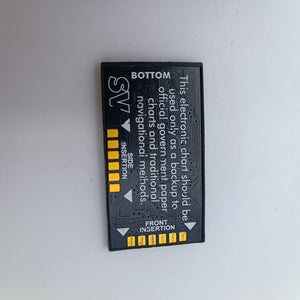 BOTTOM
This electronic chart should be
used only as a backup to
official government paper
charts and traditional
navigational methods.
SV
SIDE
INSERTION
FRONT
INSERTION